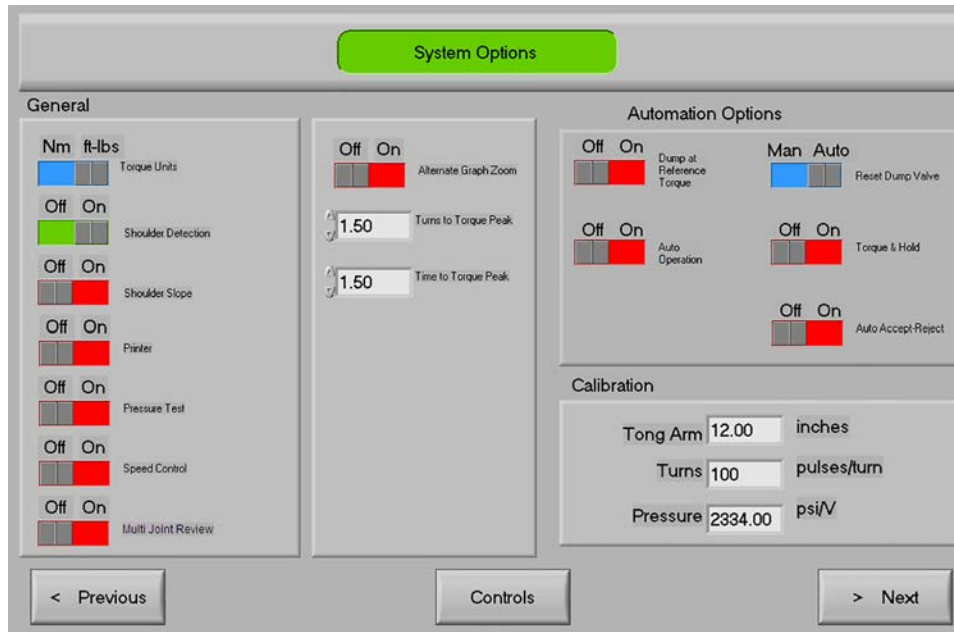 System Options
General
Nm ft-lbs
Torque Units
Off On
Shoulder Detection
Off On
Shoulder Slope
Off On
Printer
Off On
Pressure Test
Off On
Speed Control
Off On
Multi Joint Review
Off On
Alternate Graph Zoom
1.50 Turns to Torque Peak
1.50 Time to Torque Peak
Automation Options
Off On
Dump at
Reference
Torque
Man Auto
Reset Dump Valve
Off On
Auto
Operation
Off On
Torque & Hold
Off On
Auto Accept-Reject
Calibration
Tong Arm 12.00 inches
Turns 100 pulses/turn
Pressure 2334.00 psi/V
< Previous
Controls
> Next